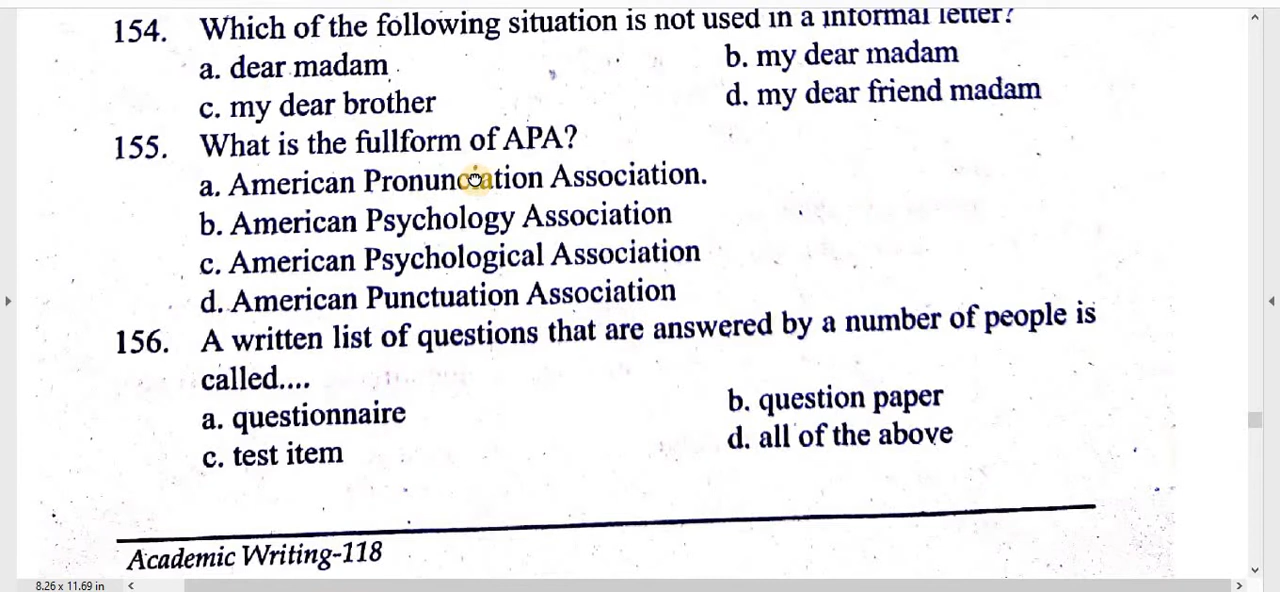 154. Which of the following situation is not used in a informal letter?
a. dear madam
b. my dear madam
c. my dear brother
d. my dear friend madam
155. What is the fullform of APA?
a. American Pronunciation Association.
b. American Psychology Association
c. American Psychological Association
d. American Punctuation Association
156. A written list of questions that are answered by a number of people is
called....
a. questionnaire
b. question paper
c. test item
d. all of the above
Academic Writing-118
8.26 x 11.69 in